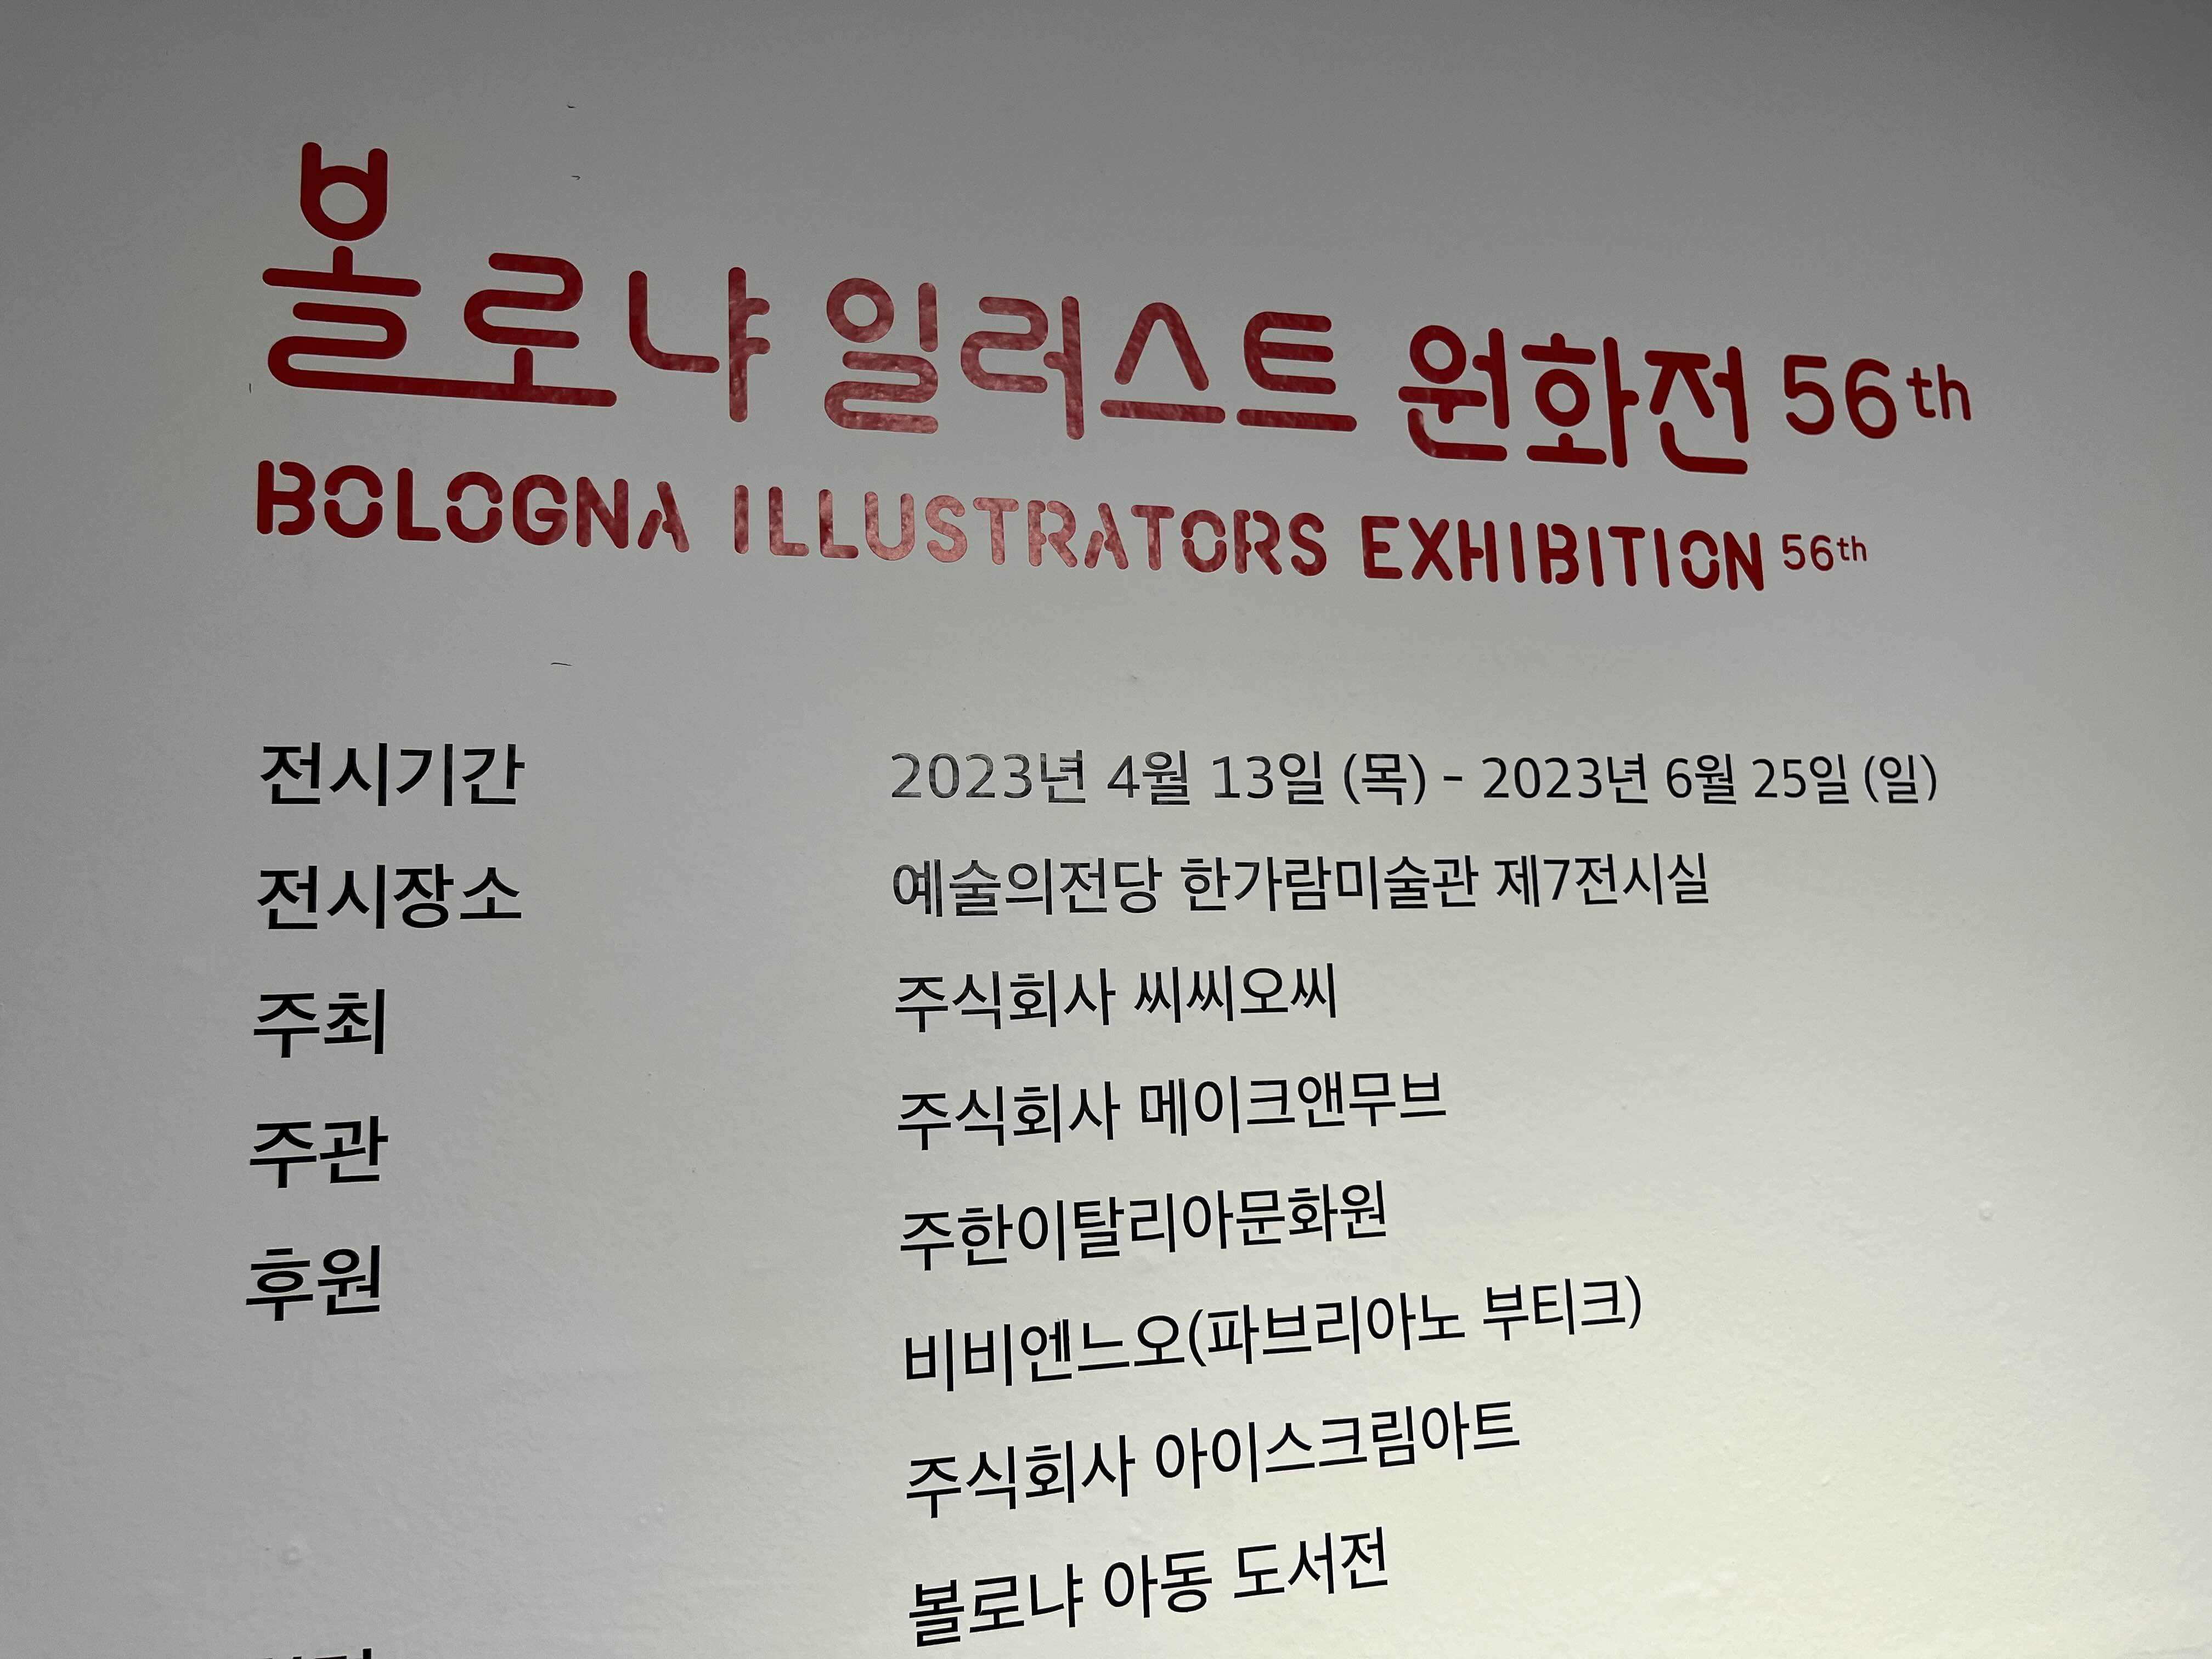 볼로냐 일러스트 원화전 56th
BOLOGNA ILLUSTRATORS EXHIBITION 56th
전시기간 2023년 4월 13일 (목) - 2023년 6월 25일 (일)
전시장소 예술의전당 한가람미술관 제7전시실
주최 주식회사 씨씨오씨
주관 주식회사 메이크앤무브
후원 주한이탈리아문화원
비비엔느오(파브리아노 부티크)
주식회사 아이스크림아트
볼로냐 아동 도서전